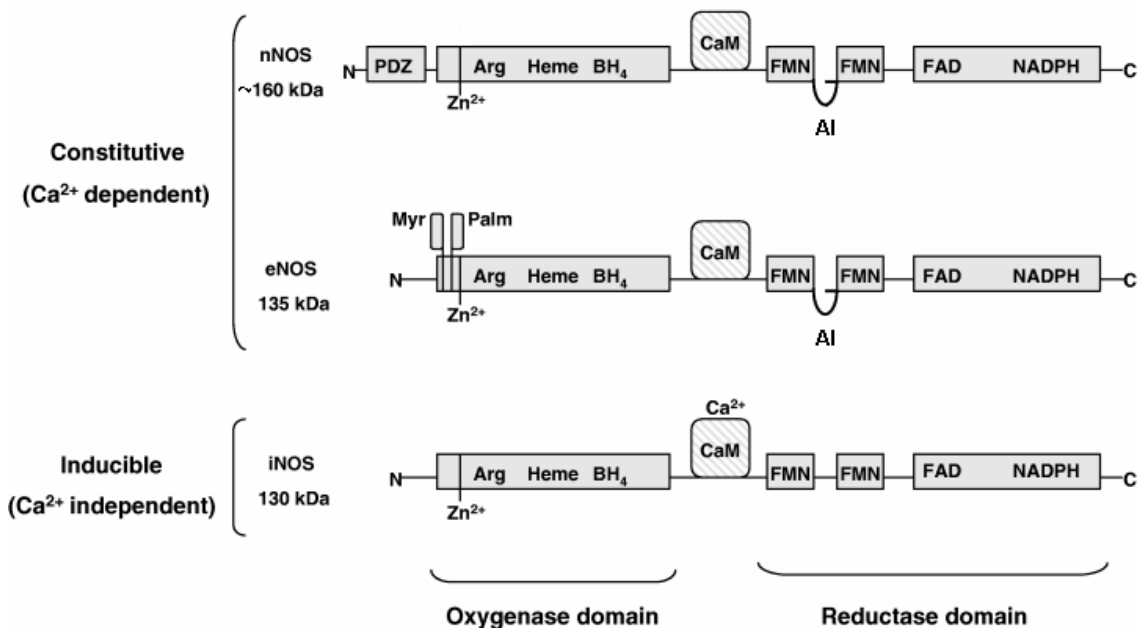 CaM
nNOS
~160 kDa
N PDZ Arg Heme BH₄ FMN FMN FAD NADPH C
Zn²⁺
AI
Constitutive
(Ca²⁺ dependent)
Myr Palm
CaM
eNOS
135 kDa
N Arg Heme BH₄ FMN FMN FAD NADPH C
Zn²⁺
AI
Ca²⁺
CaM
Inducible
(Ca²⁺ independent)
iNOS
130 kDa
N Arg Heme BH₄ FMN FMN FAD NADPH C
Zn²⁺
Oxygenase domain Reductase domain